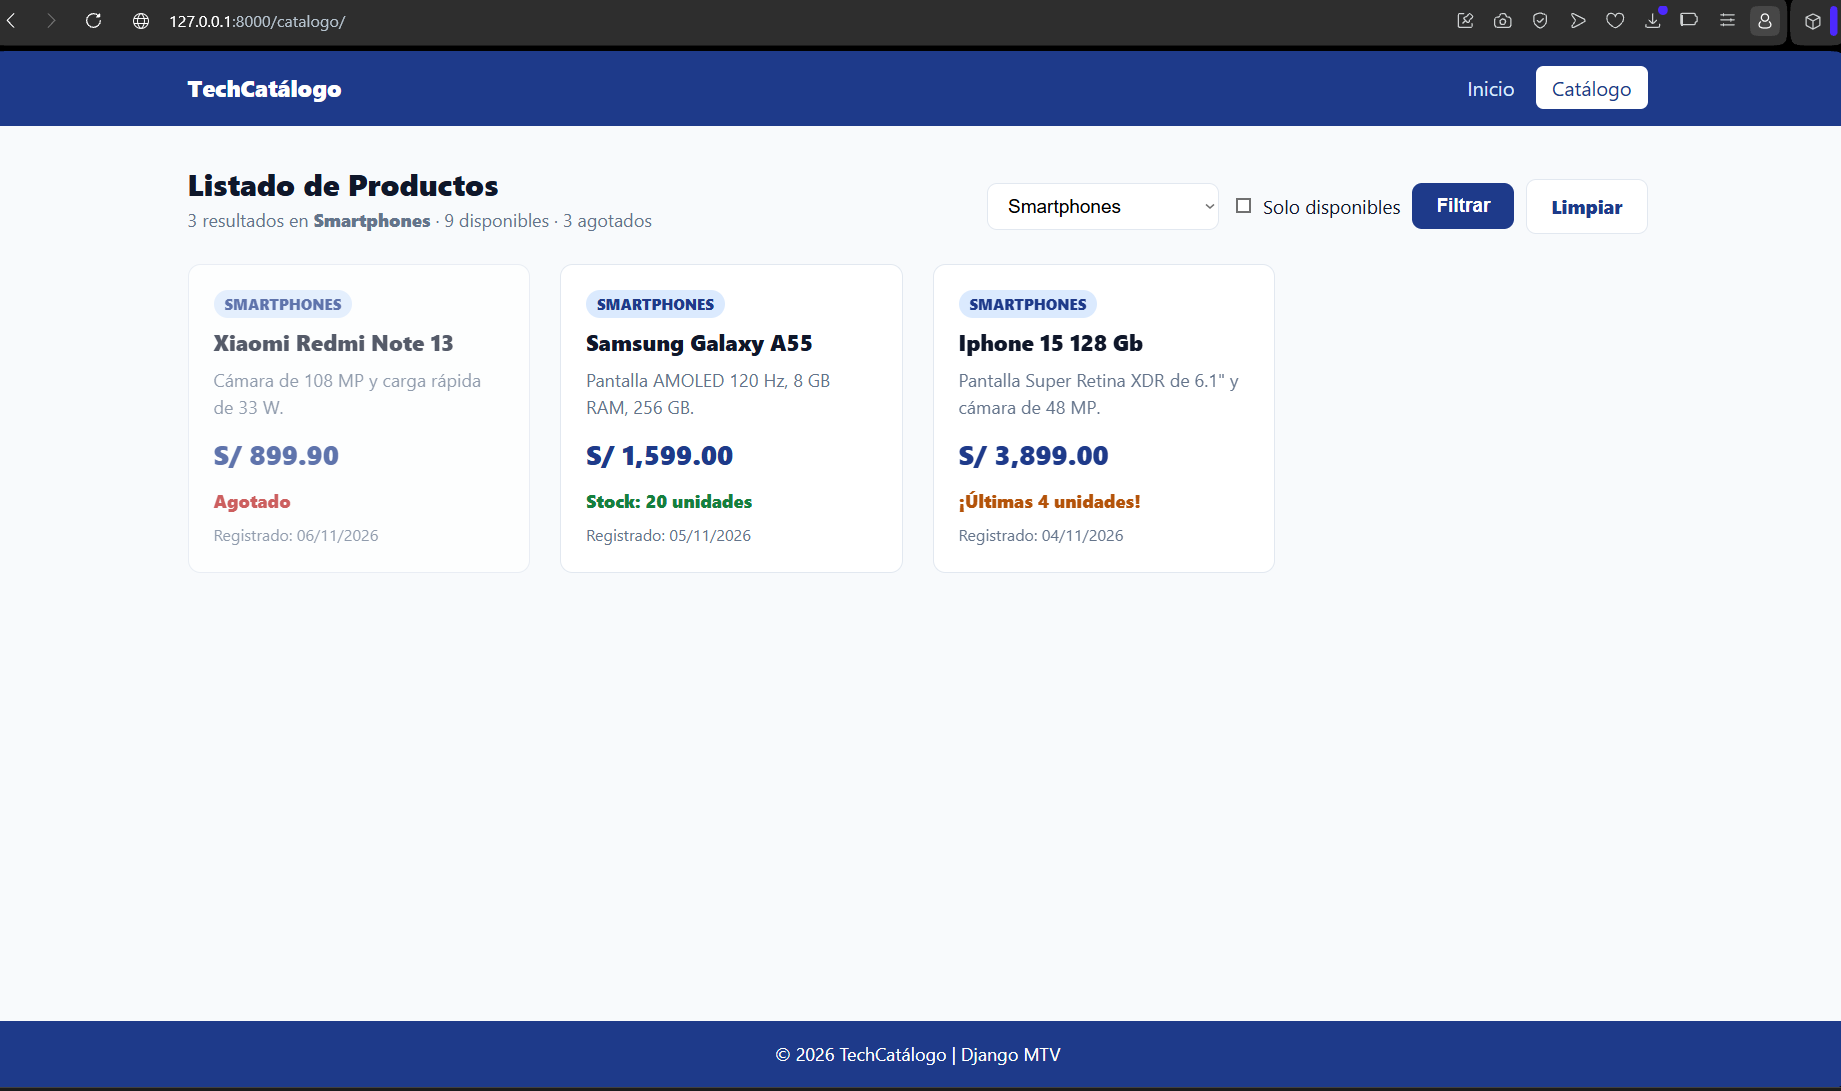 127.0.0.1:8000/catalogo/
TechCatálogo
Inicio
Catálogo
Listado de Productos
3 resultados en Smartphones · 9 disponibles · 3 agotados
Smartphones
Solo disponibles
Filtrar
Limpiar
SMARTPHONES
Xiaomi Redmi Note 13
Cámara de 108 MP y carga rápida
de 33 W.
S/ 899.90
Agotado
Registrado: 06/11/2026
SMARTPHONES
Samsung Galaxy A55
Pantalla AMOLED 120 Hz, 8 GB
RAM, 256 GB.
S/ 1,599.00
Stock: 20 unidades
Registrado: 05/11/2026
SMARTPHONES
Iphone 15 128 Gb
Pantalla Super Retina XDR de 6.1" y
cámara de 48 MP.
S/ 3,899.00
¡Últimas 4 unidades!
Registrado: 04/11/2026
© 2026 TechCatálogo | Django MTV